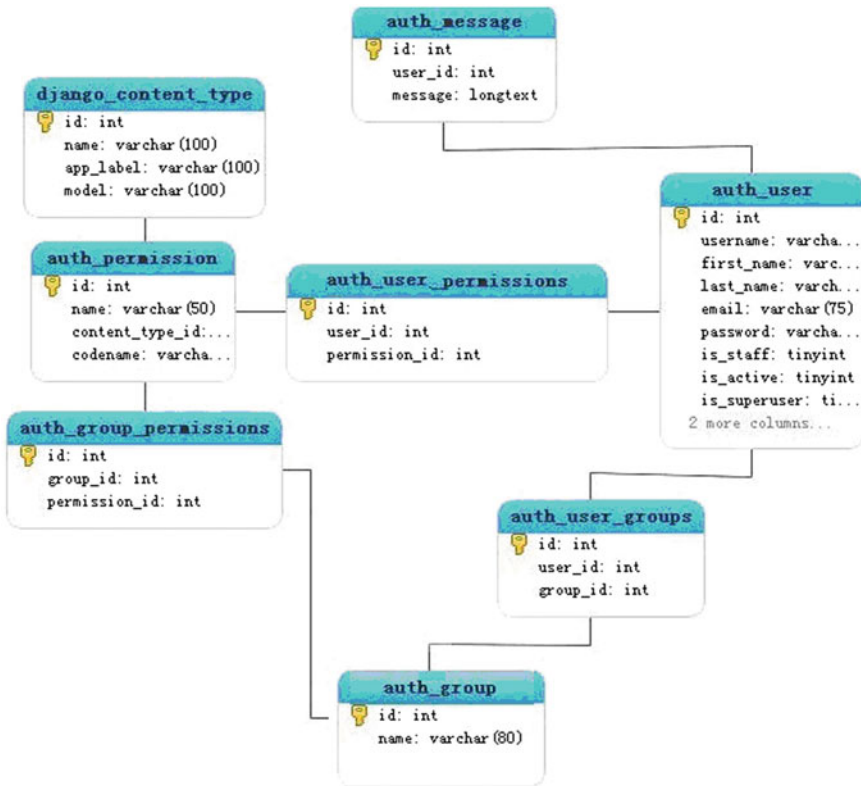 auth_message
id: int
user_id: int
message: longtext
django_content_type
id: int
name: varchar(100)
app_label: varchar(100)
model: varchar(100)
auth_user
id: int
username: varcha...
first_name: varc...
last_name: varch...
email: varchar(75)
password: varcha...
is_staff: tinyint
is_active: tinyint
is_superuser: ti...
2 more columns...
auth_permission
id: int
name: varchar(50)
content_type_id:...
codename: varcha...
auth_user_permissions
id: int
user_id: int
permission_id: int
auth_group_permissions
id: int
group_id: int
permission_id: int
auth_user_groups
id: int
user_id: int
group_id: int
auth_group
id: int
name: varchar(80)